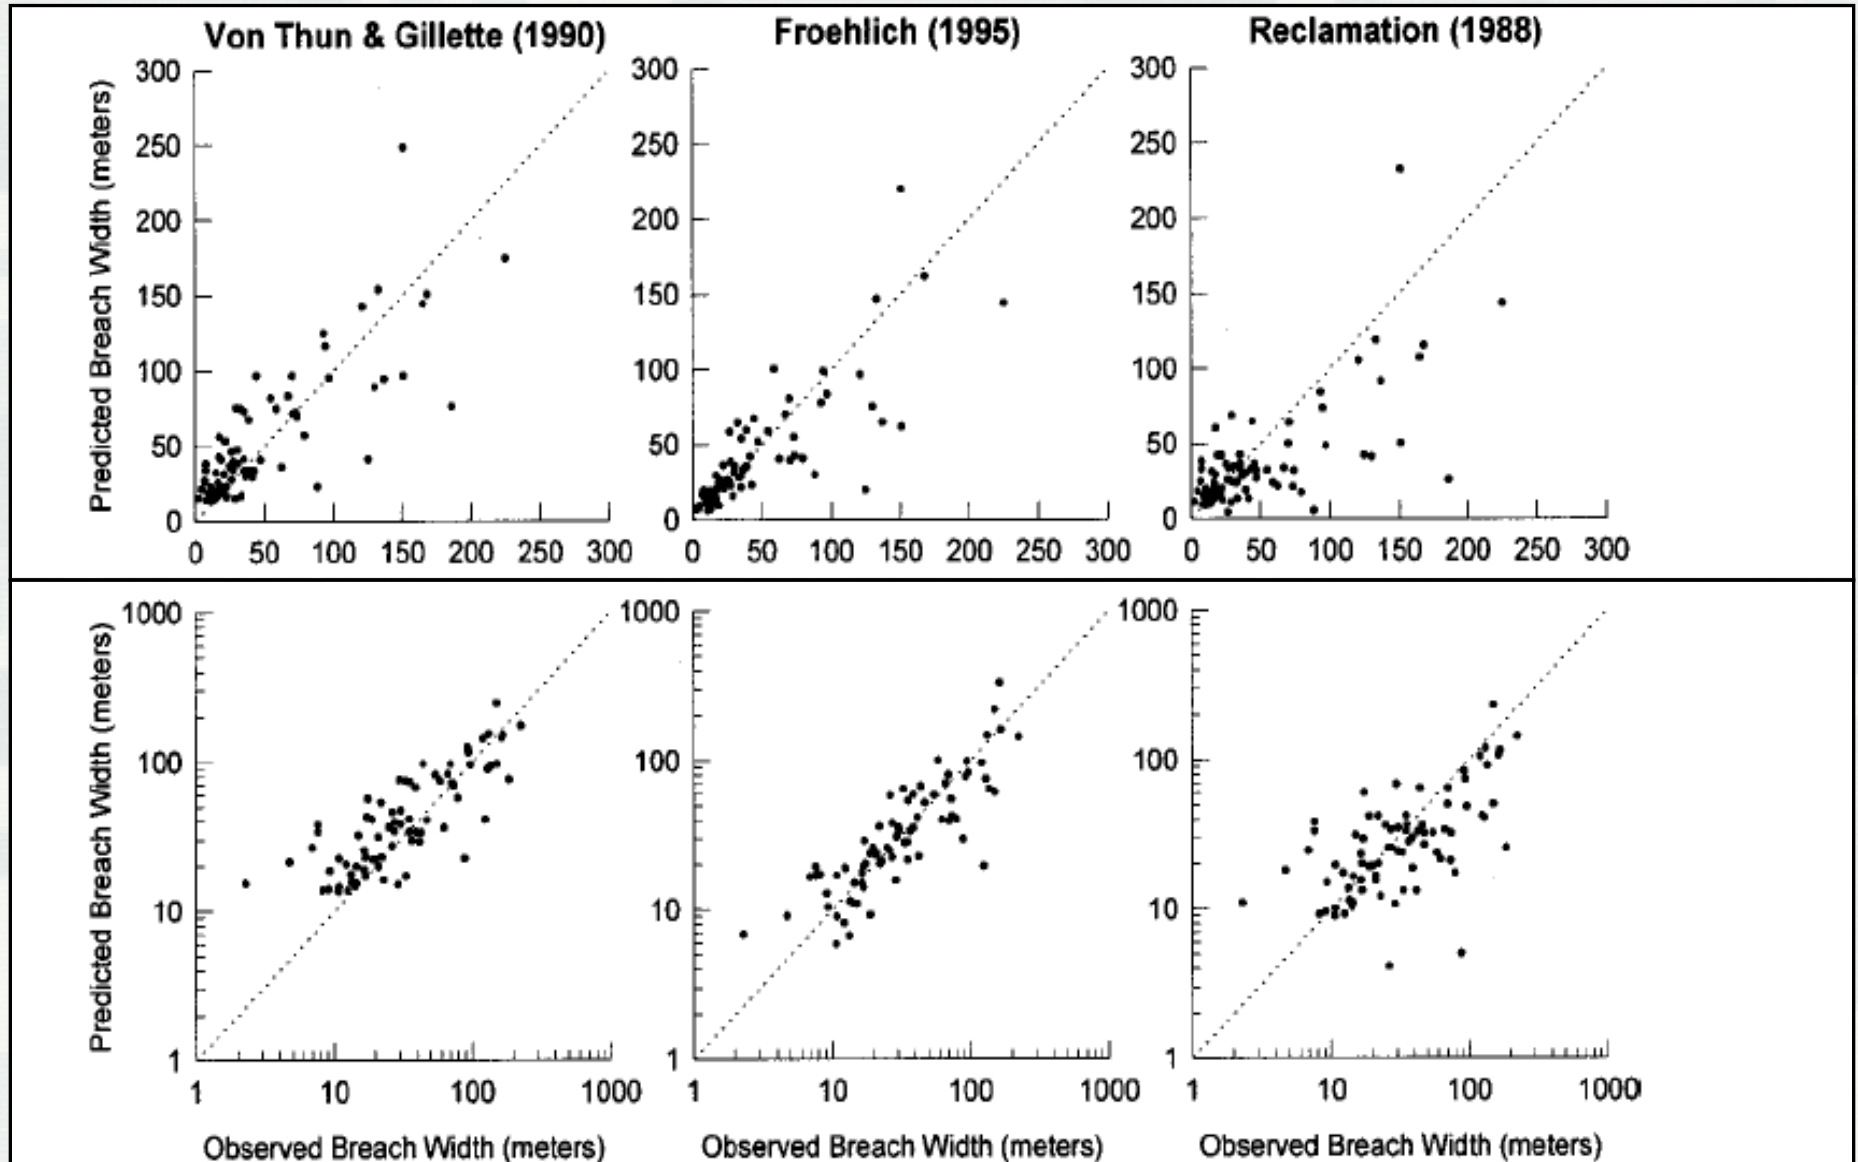 Von Thun & Gillette (1990) Froehlich (1995) Reclamation (1988)
Predicted Breach Width (meters)
300 300 300
250 250 250
200 200 200
150 150 150
100 100 100
50 50 50
0 0 0
0 50 100 150 200 250 300 0 50 100 150 200 250 300 0 50 100 150 200 250 300
Predicted Breach Width (meters)
1000 1000 1000
100 100 100
10 10 10
1 1 1
1 10 100 1000 1 10 100 1000 1 10 100 1000
Observed Breach Width (meters) Observed Breach Width (meters) Observed Breach Width (meters)